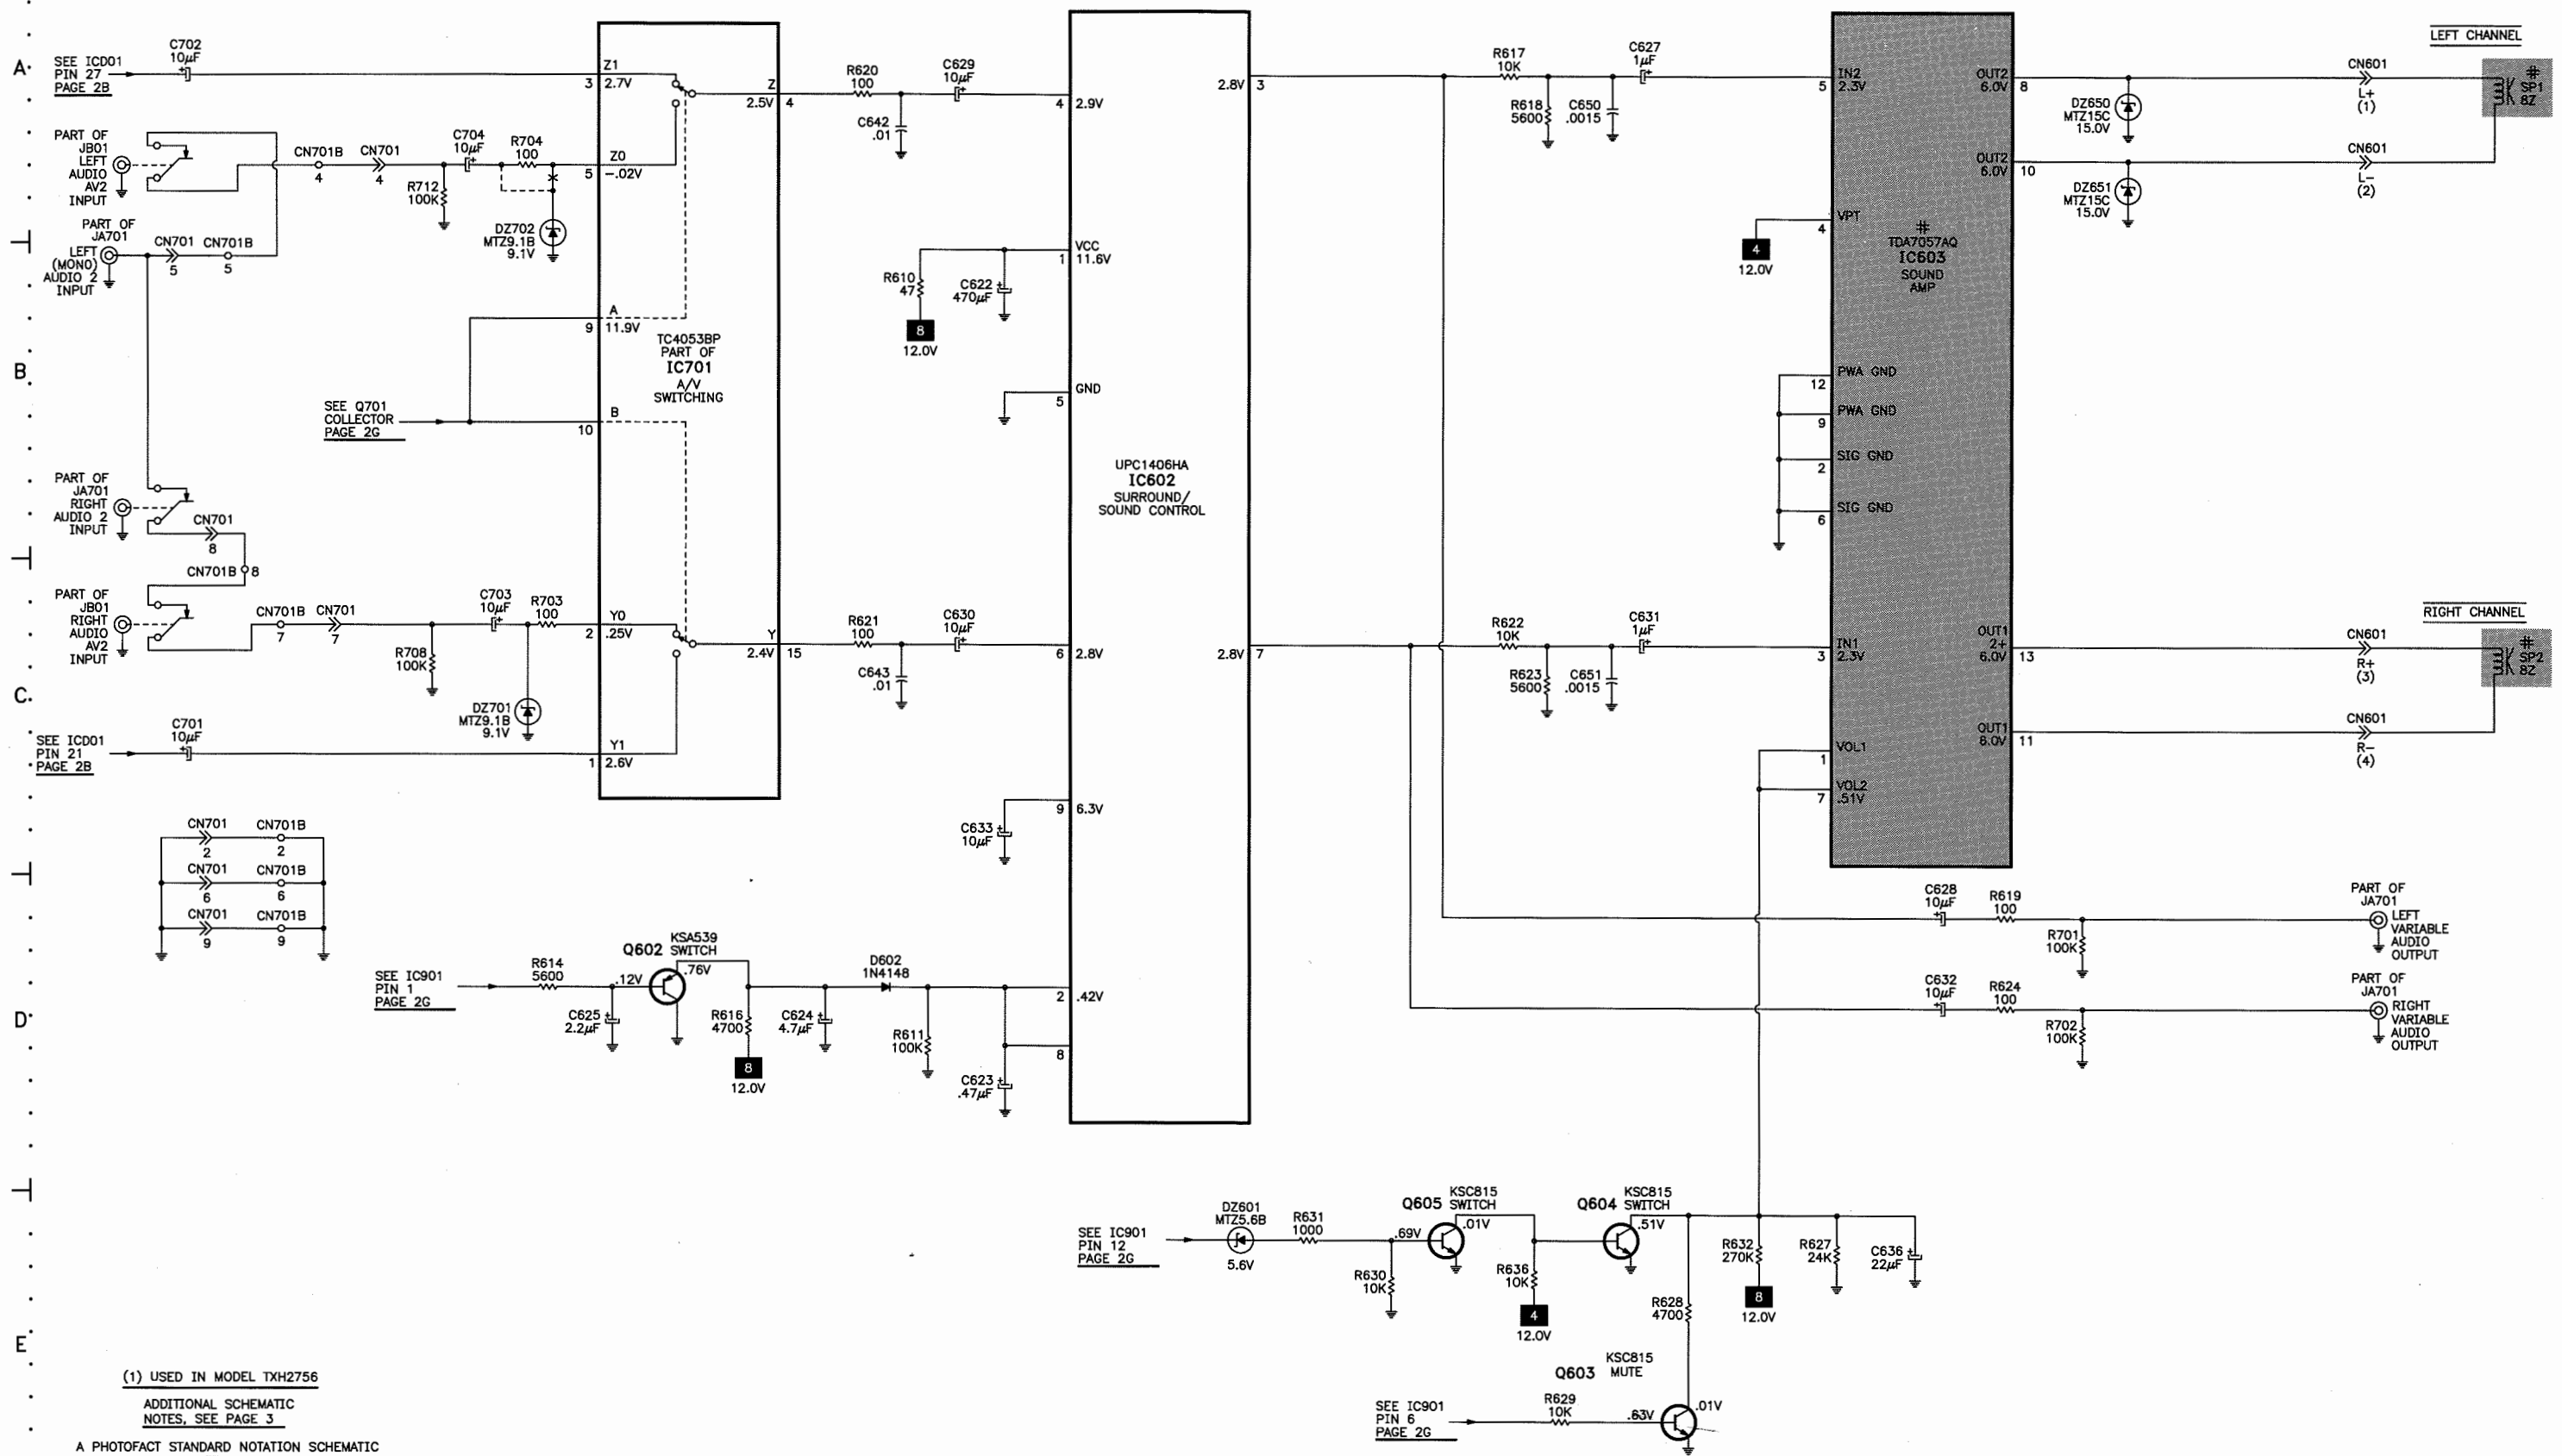 A
SEE ICD01
PIN 27
PAGE 2B
C702
10µF
PART OF
JB01
LEFT
AUDIO
AV2
INPUT
CN701B
4
CN701
4
C704
10µF
R704
100
R712
100K
DZ702
MTZ9.1B
9.1V
PART OF
JA701
LEFT
(MONO)
AUDIO 2
INPUT
CN701
5
CN701B
5
B
SEE Q701
COLLECTOR
PAGE 2G
PART OF
JA701
RIGHT
AUDIO 2
INPUT
CN701
8
CN701B 8
PART OF
JB01
RIGHT
AUDIO
AV2
INPUT
CN701B
7
CN701
7
C703
10µF
R703
100
R708
100K
DZ701
MTZ9.1B
9.1V
C
SEE ICD01
PIN 21
PAGE 2B
C701
10µF
Z1
3 2.7V
Z
2.5V 4
Z0
5 -.02V
A
9 11.9V
TC4053BP
PART OF
IC701
A/V
SWITCHING
B
10
Y0
2 .25V
Y
2.4V 15
Y1
1 2.6V
R620
100
C629
10µF
C642
.01
R610
47
8
12.0V
C622
470µF
R621
100
C630
10µF
C643
.01
C633
10µF
4 2.9V
VCC
1 11.6V
GND
5
UPC1406HA
IC602
SURROUND/
SOUND CONTROL
6 2.8V
9 6.3V
2 .42V
8
2.8V 3
2.8V 7
R617
10K
C627
1µF
R618
5600
C650
.0015
R622
10K
C631
1µF
R623
5600
C651
.0015
4
12.0V
IN2
5 2.3V
OUT2
6.0V 8
OUT2
6.0V 10
VPT
4
#
TDA7057AQ
IC603
SOUND
AMP
PWA GND
12
PWA GND
9
SIG GND
2
SIG GND
6
IN1
3 2.3V
OUT1
2+
6.0V 13
OUT1
6.0V 11
VOL1
1
VOL2
7 .51V
LEFT CHANNEL
DZ650
MTZ15C
15.0V
DZ651
MTZ15C
15.0V
CN601
L+
(1)
CN601
L-
(2)
#
SP1
8Z
RIGHT CHANNEL
CN601
R+
(3)
CN601
R-
(4)
#
SP2
8Z
CN701
2
CN701B
2
CN701
6
CN701B
6
CN701
9
CN701B
9
D
SEE IC901
PIN 1
PAGE 2G
R614
5600
C625
2.2µF
.12V
Q602
KSA539
SWITCH
.76V
R616
4700
8
12.0V
C624
4.7µF
D602
1N4148
R611
100K
C623
.47µF
C628
10µF
R619
100
R701
100K
PART OF
JA701
LEFT
VARIABLE
AUDIO
OUTPUT
C632
10µF
R624
100
R702
100K
PART OF
JA701
RIGHT
VARIABLE
AUDIO
OUTPUT
SEE IC901
PIN 12
PAGE 2G
DZ601
MTZ5.6B
5.6V
R631
1000
R630
10K
.69V
Q605
KSC815
SWITCH
.01V
R636
10K
4
12.0V
Q604
KSC815
SWITCH
.51V
R628
4700
R632
270K
8
12.0V
R627
24K
C636
22µF
E
Q603
KSC815
MUTE
SEE IC901
PIN 6
PAGE 2G
R629
10K
.63V
.01V
(1) USED IN MODEL TXH2756
ADDITIONAL SCHEMATIC
NOTES, SEE PAGE 3
A PHOTOFACT STANDARD NOTATION SCHEMATIC